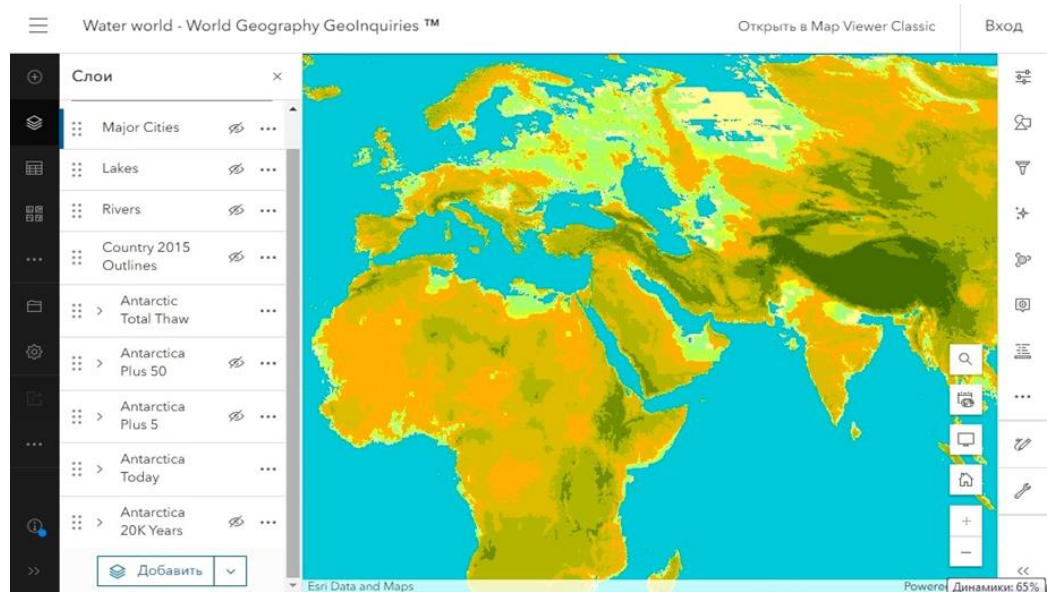 Water world - World Geography GeoInquiries ™
Открыть в Map Viewer Classic
Вход
Слои
Major Cities
Lakes
Rivers
Country 2015
Outlines
Antarctic
Total Thaw
Antarctica
Plus 50
Antarctica
Plus 5
Antarctica
Today
Antarctica
20K Years
Добавить
Esri Data and Maps
Powere
Динамики: 65%